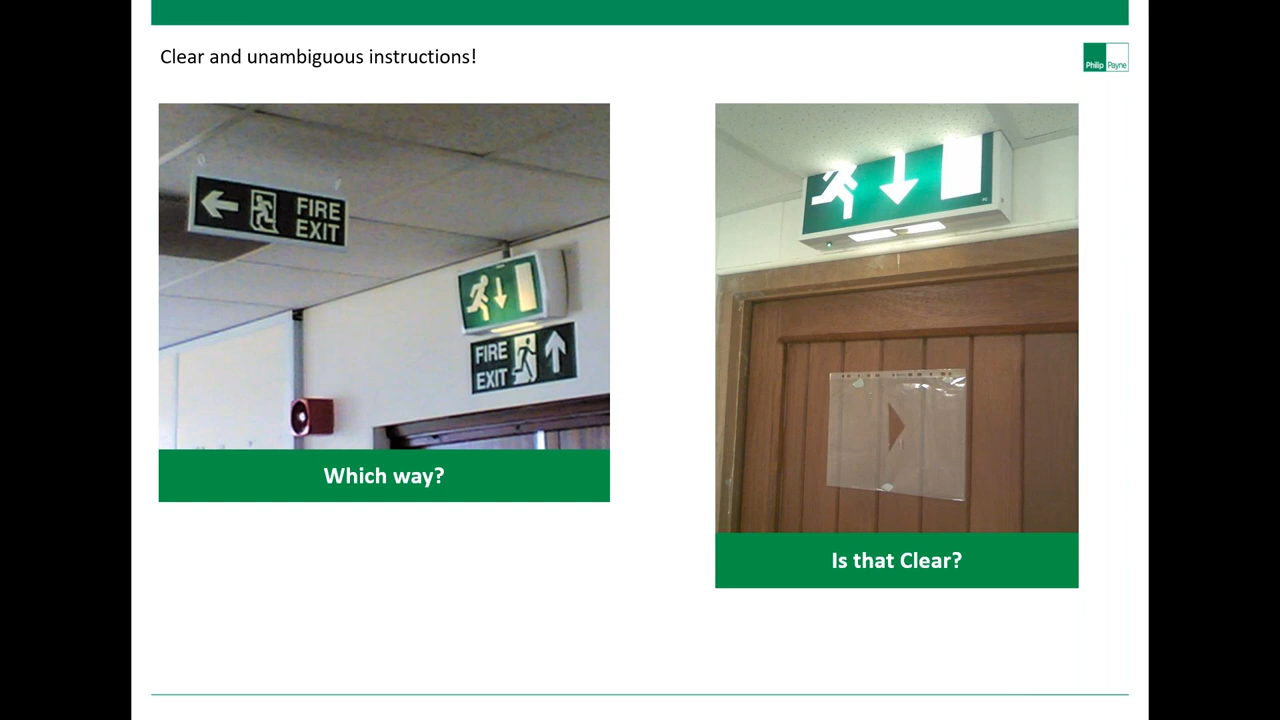 Clear and unambiguous instructions!
Philip Payne
FIRE
EXIT
FIRE
EXIT
Which way?
Is that Clear?